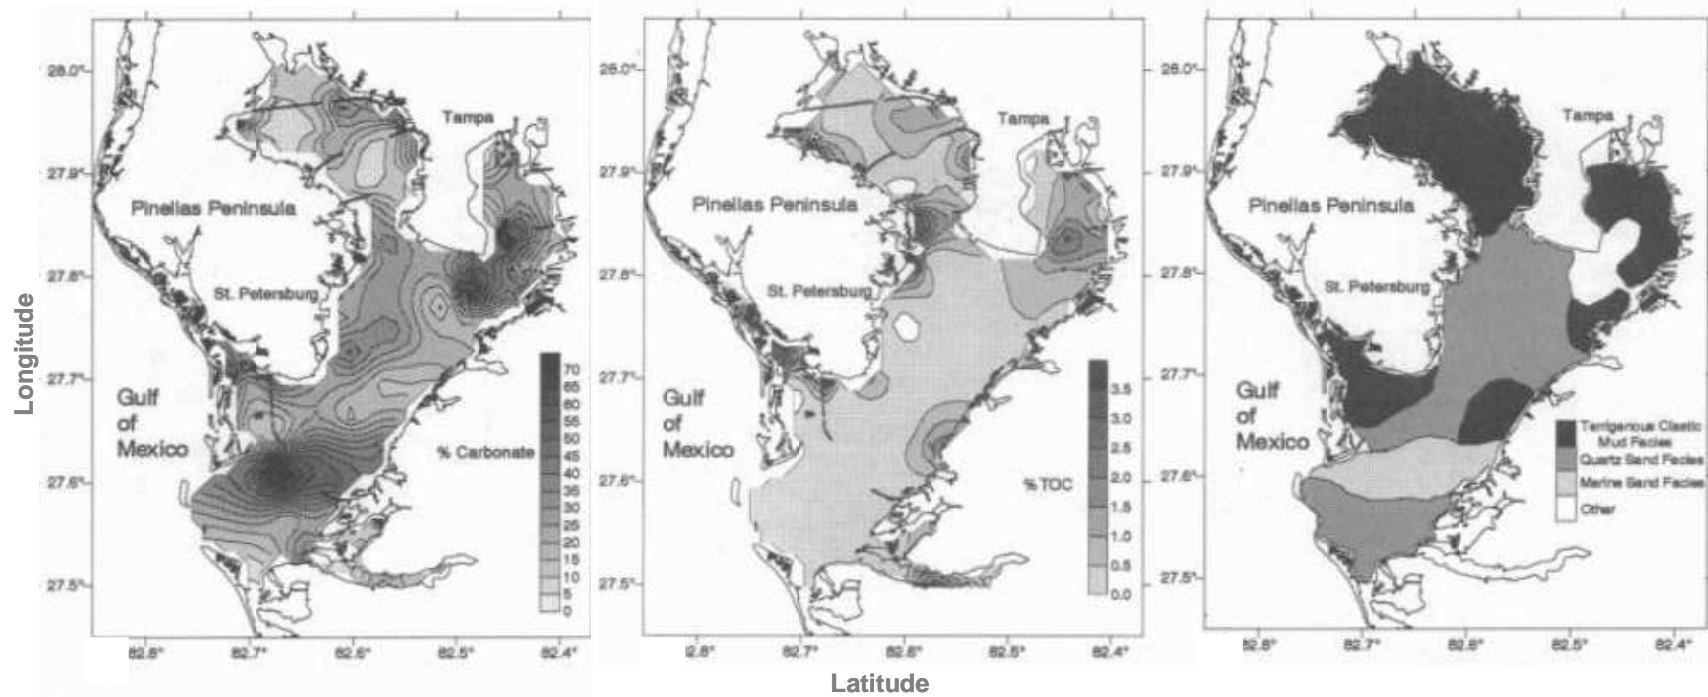 Longitude
28.0°
27.9°
27.8°
27.7°
27.6°
27.5°
Tampa
Pinellas Peninsula
St. Petersburg
Gulf
of
Mexico
% Carbonate
70
65
60
55
50
45
40
35
30
25
20
15
10
5
0
82.8°
82.7°
82.6°
82.5°
82.4°
28.0°
27.9°
27.8°
27.7°
27.6°
27.5°
Tampa
Pinellas Peninsula
St. Petersburg
Gulf
of
Mexico
% TOC
3.5
3.0
2.5
2.0
1.5
1.0
0.5
0.0
82.8°
82.7°
82.6°
82.5°
82.4°
28.0°
27.9°
27.8°
27.7°
27.6°
27.5°
Tampa
Pinellas Peninsula
St. Petersburg
Gulf
of
Mexico
Terrigenous Clastic
Mud Facies
Quartz Sand Facies
Marine Sand Facies
Other
82.8°
82.7°
82.6°
82.5°
82.4°
Latitude